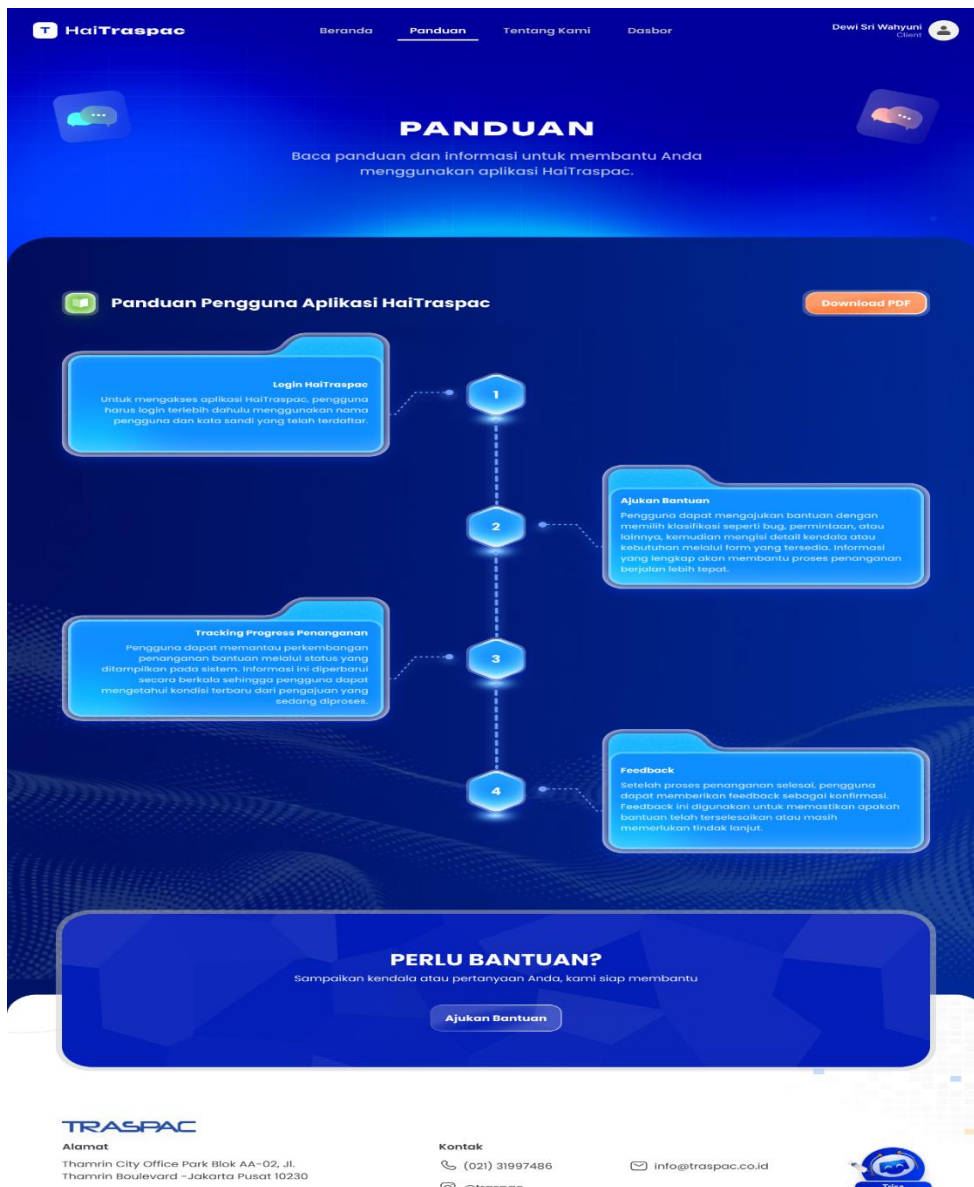 T HaiTraspac
Beranda
Panduan
Tentang Kami
Dasbor
Dewi Sri Wahyuni
Client
PANDUAN
Baca panduan dan informasi untuk membantu Anda
menggunakan aplikasi HaiTraspac.
Panduan Pengguna Aplikasi HaiTraspac
Download PDF
Login HaiTraspac
Untuk mengakses aplikasi HaiTraspac, pengguna
harus login terlebih dahulu menggunakan nama
pengguna dan kata sandi yang telah terdaftar.
1
2
Ajukan Bantuan
Pengguna dapat mengajukan bantuan dengan
memilih klasifikasi seperti bug, permintaan, atau
lainnya, kemudian mengisi detail kendala atau
kebutuhan melalui form yang tersedia. Informasi
yang lengkap akan membantu proses penanganan
berjalan lebih tepat.
Tracking Progress Penanganan
Pengguna dapat memantau perkembangan
penanganan bantuan melalui status yang
ditampilkan pada sistem. Informasi ini diperbarui
secara berkala sehingga pengguna dapat
mengetahui kondisi terbaru dari pengajuan yang
sedang diproses.
3
4
Feedback
Setelah proses penanganan selesai, pengguna
dapat memberikan feedback sebagai konfirmasi.
Feedback ini digunakan untuk memastikan apakah
bantuan telah terselesaikan atau masih
memerlukan tindak lanjut.
PERLU BANTUAN?
Sampaikan kendala atau pertanyaan Anda, kami siap membantu
Ajukan Bantuan
TRASPAC
Alamat
Thamrin City Office Park Blok AA-02, Jl.
Thamrin Boulevard -Jakarta Pusat 10230
Kontak
(021) 31997486
info@traspac.co.id